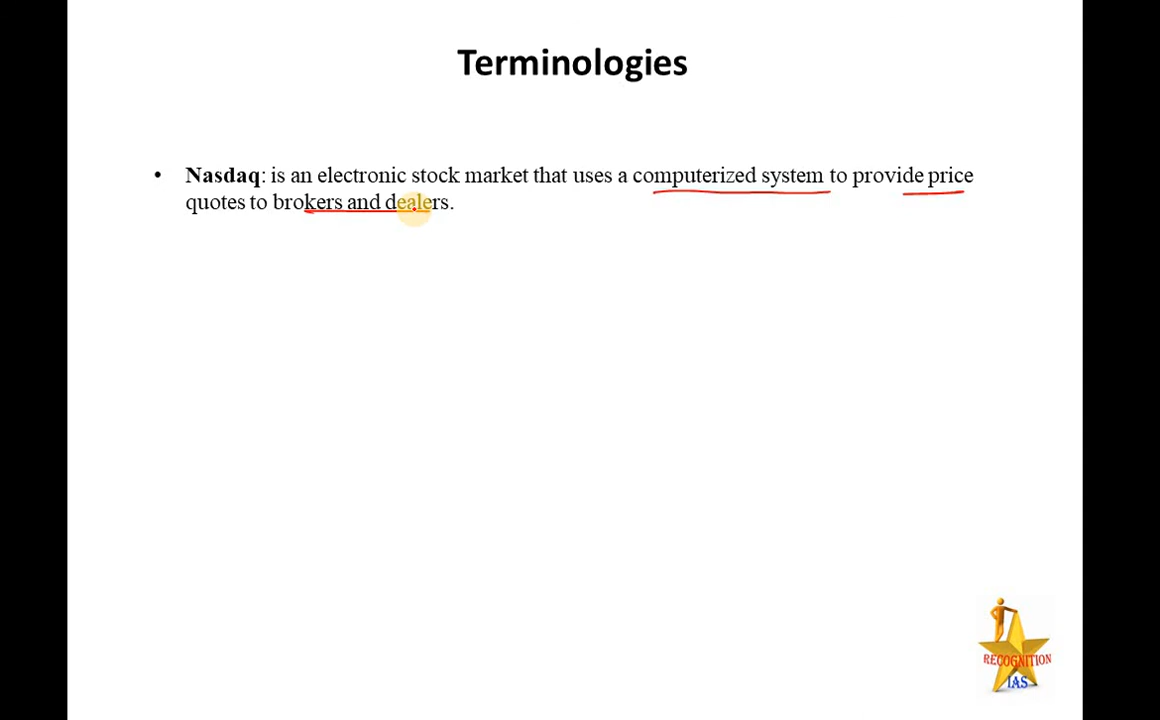 Terminologies
• Nasdaq: is an electronic stock market that uses a computerized system to provide price
quotes to brokers and dealers.
RECOGNITION
IAS